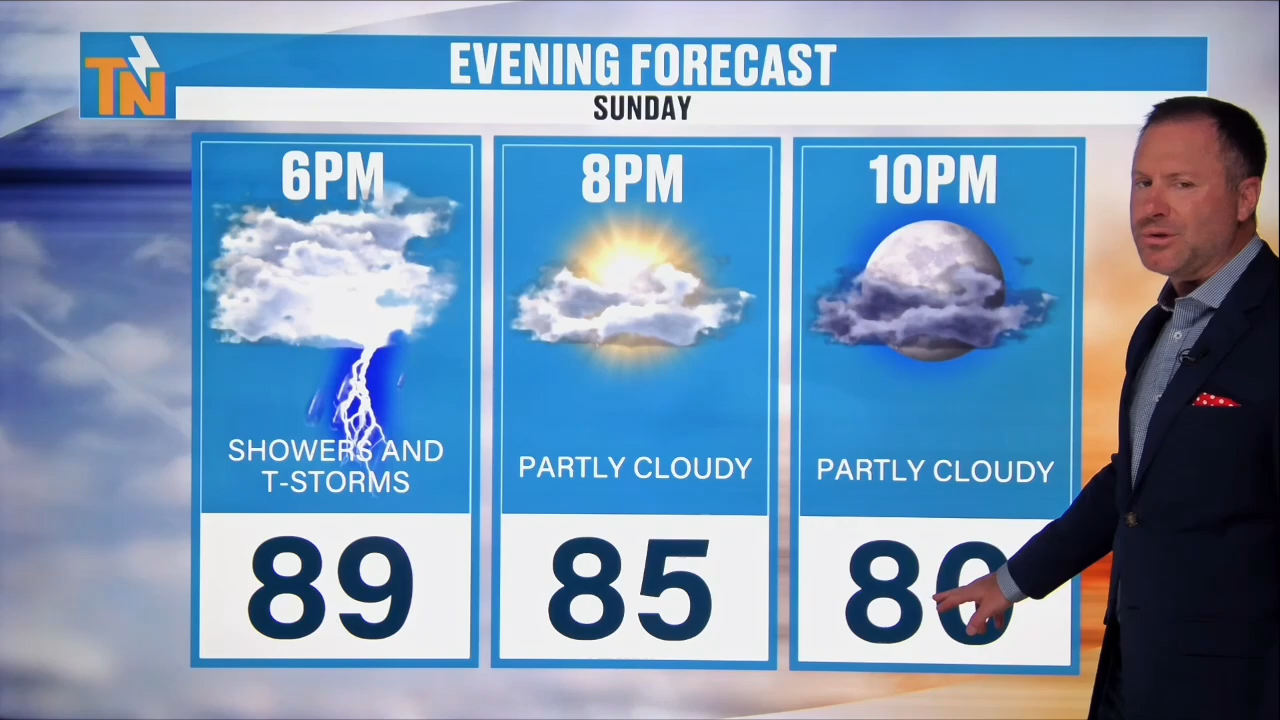 TN
EVENING FORECAST
SUNDAY
6PM
SHOWERS AND
T-STORMS
89
8PM
PARTLY CLOUDY
85
10PM
PARTLY CLOUDY
80